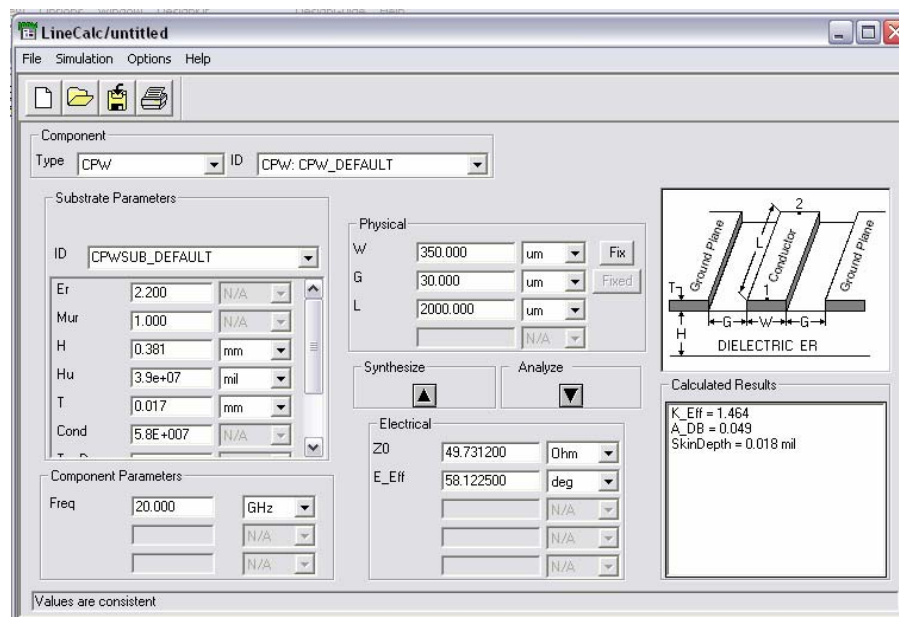 LineCalc/untitled
File Simulation Options Help
Component
Type CPW ID CPW: CPW_DEFAULT
Substrate Parameters
ID CPWSUB_DEFAULT
Er 2.200 N/A
Mur 1.000 N/A
H 0.381 mm
Hu 3.9e+07 mil
T 0.017 mm
Cond 5.8E+007 N/A
Component Parameters
Freq 20.000 GHz
N/A
N/A
Physical
W 350.000 um Fix
G 30.000 um Fixed
L 2000.000 um
N/A
Synthesize Analyze
Electrical
Z0 49.731200 Ohm
E_Eff 58.122500 deg
N/A
N/A
N/A
2
Ground Plane L Conductor Ground Plane
T 1
G W G
H
DIELECTRIC ER
Calculated Results
K_Eff = 1.464
A_DB = 0.049
SkinDepth = 0.018 mil
Values are consistent